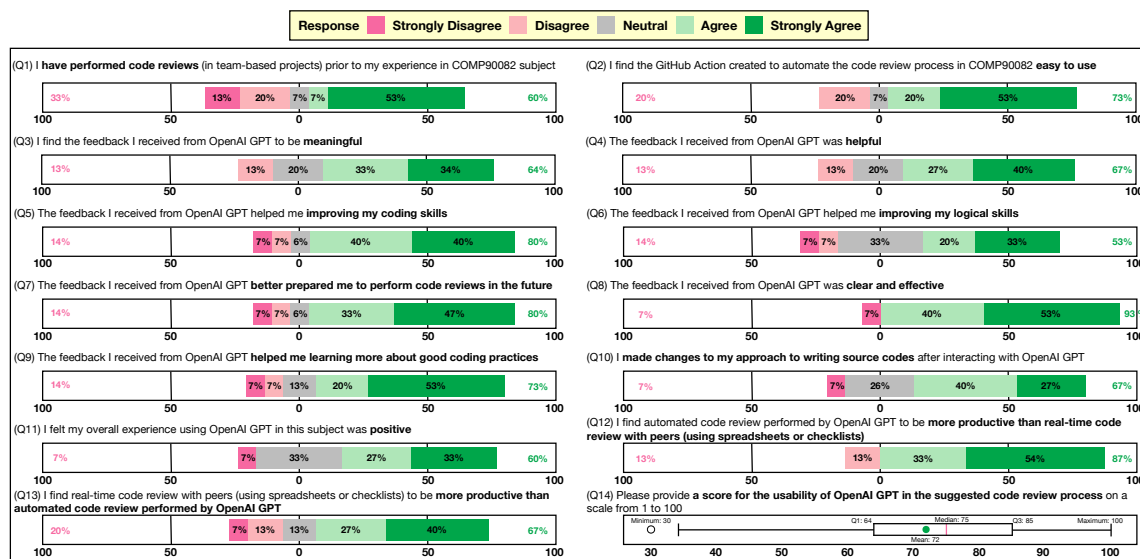 Response Strongly Disagree Disagree Neutral Agree Strongly Agree
(Q1) I have performed code reviews (in team-based projects) prior to my experience in COMP90082 subject
33% 13% 20% 7% 7% 53% 60%
100 50 0 50 100
(Q2) I find the GitHub Action created to automate the code review process in COMP90082 easy to use
20% 20% 7% 20% 53% 73%
100 50 0 50 100
(Q3) I find the feedback I received from OpenAI GPT to be meaningful
13% 13% 20% 33% 34% 64%
100 50 0 50 100
(Q4) The feedback I received from OpenAI GPT was helpful
13% 13% 20% 27% 40% 67%
100 50 0 50 100
(Q5) The feedback I received from OpenAI GPT helped me improving my coding skills
14% 7% 7% 6% 40% 40% 80%
100 50 0 50 100
(Q6) The feedback I received from OpenAI GPT helped me improving my logical skills
14% 7% 7% 33% 20% 33% 53%
100 50 0 50 100
(Q7) The feedback I received from OpenAI GPT better prepared me to perform code reviews in the future
14% 7% 7% 6% 33% 47% 80%
100 50 0 50 100
(Q8) The feedback I received from OpenAI GPT was clear and effective
7% 7% 40% 53% 93%
100 50 0 50 100
(Q9) The feedback I received from OpenAI GPT helped me learning more about good coding practices
14% 7% 7% 13% 20% 53% 73%
100 50 0 50 100
(Q10) I made changes to my approach to writing source codes after interacting with OpenAI GPT
7% 7% 26% 40% 27% 67%
100 50 0 50 100
(Q11) I felt my overall experience using OpenAI GPT in this subject was positive
7% 7% 33% 27% 33% 60%
100 50 0 50 100
(Q12) I find automated code review performed by OpenAI GPT to be more productive than real-time code
review with peers (using spreadsheets or checklists)
13% 13% 33% 54% 87%
100 50 0 50 100
(Q13) I find real-time code review with peers (using spreadsheets or checklists) to be more productive than
automated code review performed by OpenAI GPT
20% 7% 13% 13% 27% 40% 67%
100 50 0 50 100
(Q14) Please provide a score for the usability of OpenAI GPT in the suggested code review process on a
scale from 1 to 100
Minimum: 30 Q1: 64 Median: 75 Q3: 85 Maximum: 100
Mean: 72
30 40 50 60 70 80 90 100